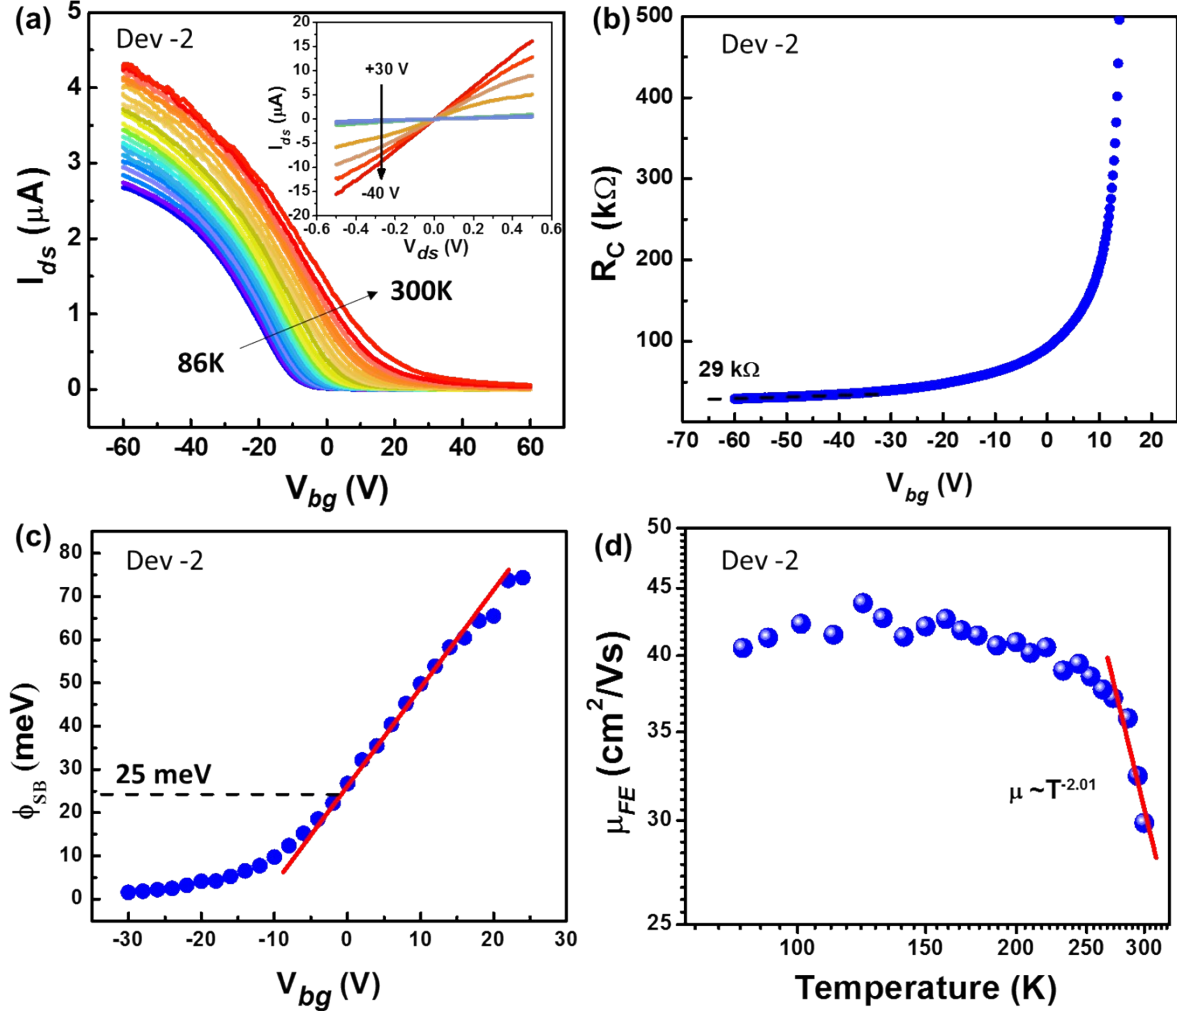 (a)
Dev -2
5
4
3
2
1
0
-60 -40 -20 0 20 40 60
I_ds (μA)
V_bg (V)
86K
300K
20
15
10
5
0
-5
-10
-15
20
-0.6 -0.4 -0.2 0.0 0.2 0.4 0.6
I_ds (μA)
V_ds (V)
+30 V
-40 V
(b)
Dev -2
500
400
300
200
100
R_C (kΩ)
29 kΩ
-70 -60 -50 -40 -30 -20 -10 0 10 20
V_bg (V)
(c)
Dev -2
80
70
60
50
40
30
20
10
0
ϕ_SB (meV)
25 meV
-30 -20 -10 0 10 20 30
V_bg (V)
(d)
Dev -2
50
45
40
35
30
25
μ_FE (cm²/Vs)
μ ~T⁻²·⁰¹
100 150 200 250 300
Temperature (K)